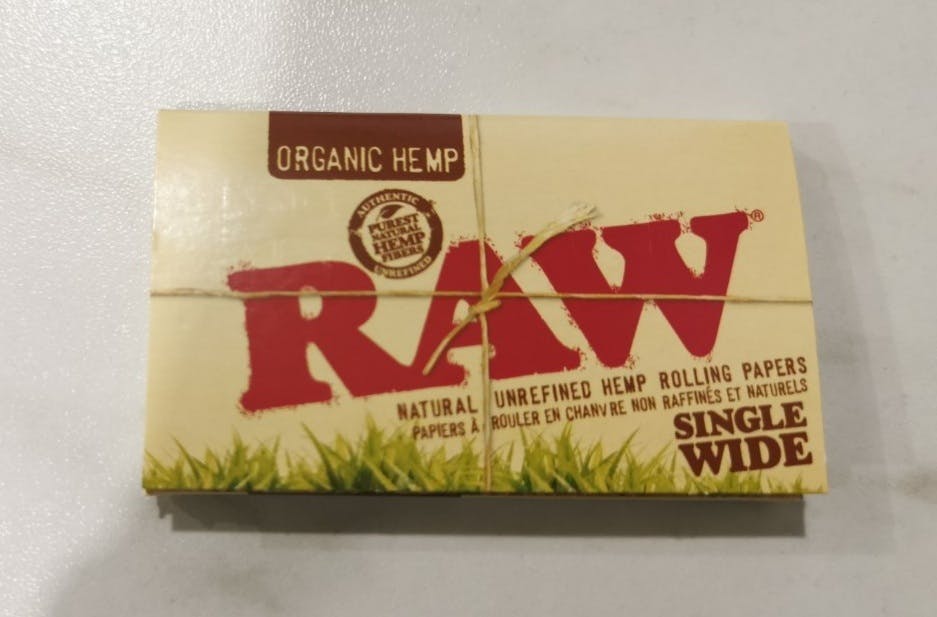 ORGANIC HEMP
AUTHENTIC
PUREST
NATURAL
HEMP
FIBERS
UNREFINED
RAW®
NATURAL UNREFINED HEMP ROLLING PAPERS
PAPIERS À ROULER EN CHANVRE NON RAFFINÉS ET NATURELS
SINGLE
WIDE